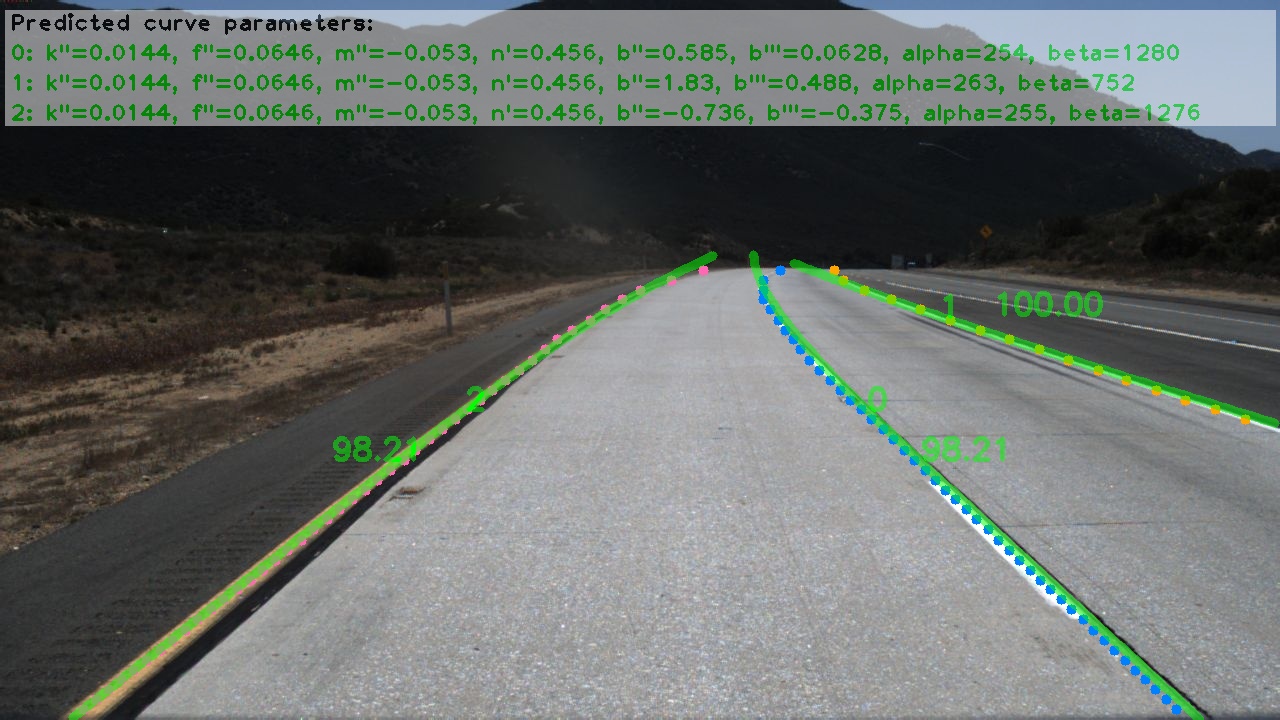 Predicted curve parameters:
0: k''=0.0144, f''=0.0646, m''=−0.053, n'=0.456, b''=0.585, b'''=0.0628, alpha=254, beta=1280
1: k''=0.0144, f''=0.0646, m''=−0.053, n'=0.456, b''=1.83, b'''=0.488, alpha=263, beta=752
2: k''=0.0144, f''=0.0646, m''=−0.053, n'=0.456, b''=−0.736, b'''=−0.375, alpha=255, beta=1276
1 100.00
2 0
98.21 98.21